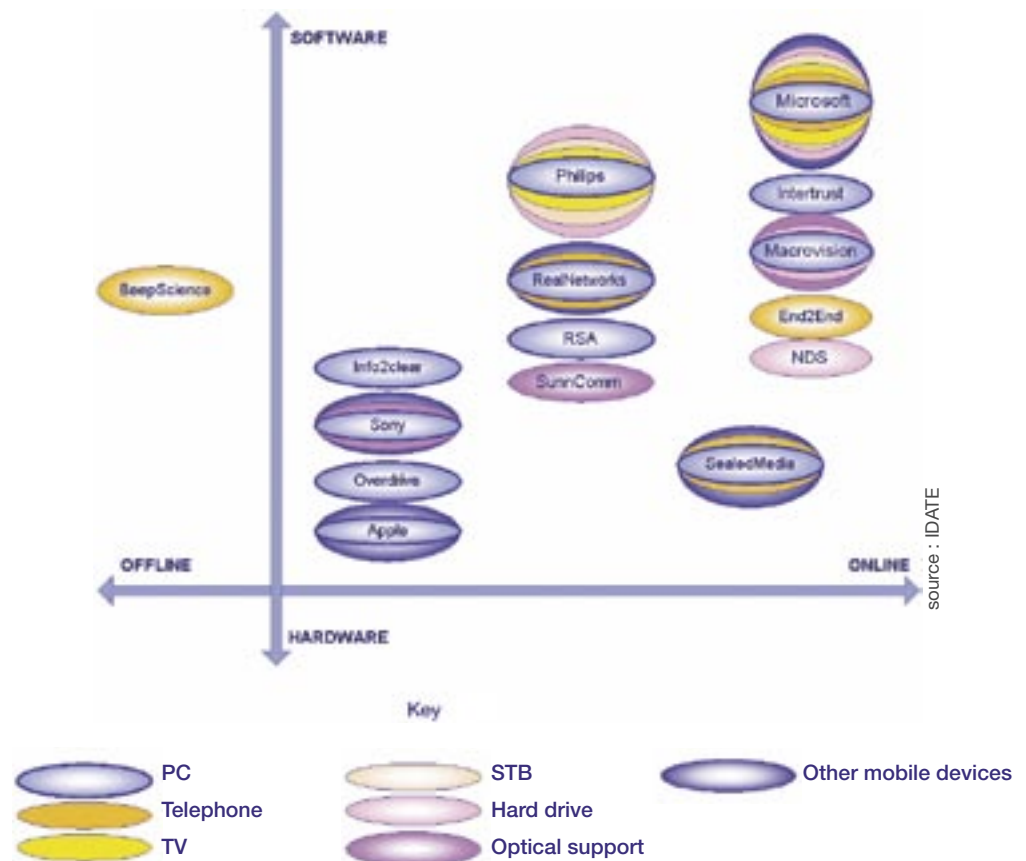 SOFTWARE
Microsoft
Philips
Intertrust
Macrovision
BeepScience
RealNetworks
End2End
RSA
NDS
Info2clear
SunnComm
Sony
SealedMedia
Overdrive
Apple
OFFLINE
ONLINE
source : IDATE
HARDWARE
Key
PC
STB
Other mobile devices
Telephone
Hard drive
TV
Optical support